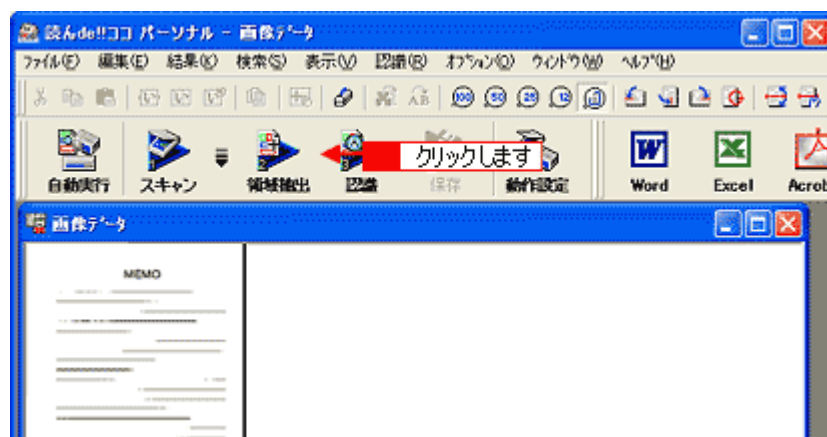 読んde!!ココ パーソナル - 画像データ
ファイル(F) 編集(E) 結果(K) 検索(S) 表示(V) 認識(R) オプション(O) ウィンドウ(W) ヘルプ(H)
100 50 25 12
自動実行 スキャン 領域抽出 認識 保存 動作設定 Word Excel Acrob
クリックします
画像データ
MEMO